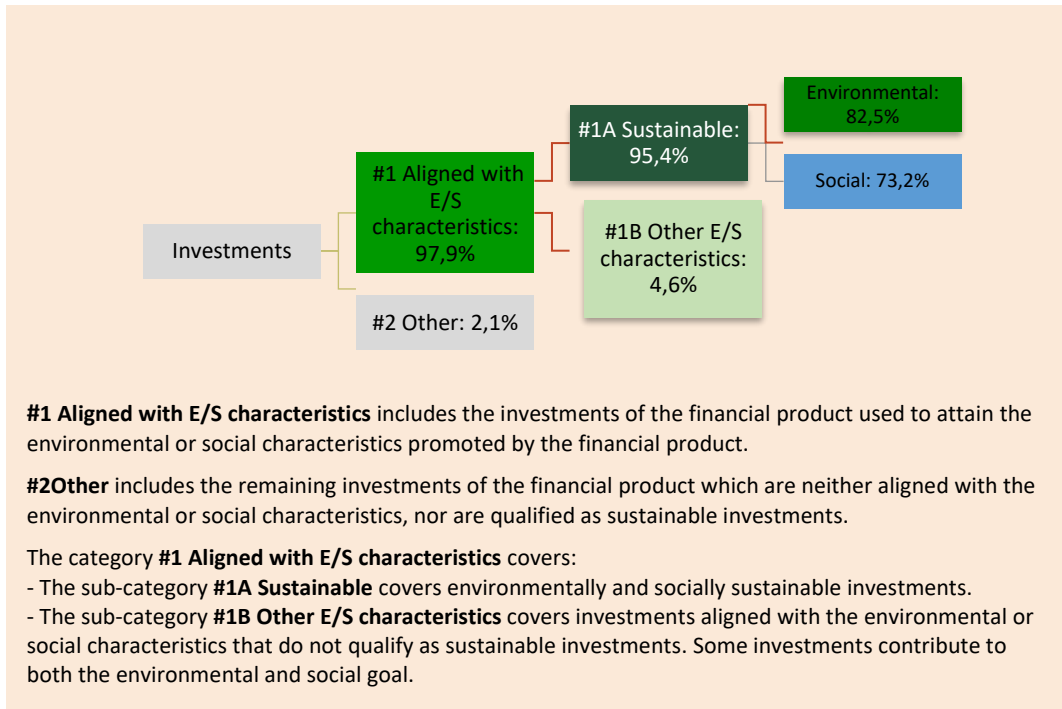 Investments
#1 Aligned with
E/S
characteristics:
97,9%
#2 Other: 2,1%
#1A Sustainable:
95,4%
#1B Other E/S
characteristics:
4,6%
Environmental:
82,5%
Social: 73,2%
#1 Aligned with E/S characteristics includes the investments of the financial product used to attain the
environmental or social characteristics promoted by the financial product.
#2Other includes the remaining investments of the financial product which are neither aligned with the
environmental or social characteristics, nor are qualified as sustainable investments.
The category #1 Aligned with E/S characteristics covers:
- The sub-category #1A Sustainable covers environmentally and socially sustainable investments.
- The sub-category #1B Other E/S characteristics covers investments aligned with the environmental or
social characteristics that do not qualify as sustainable investments. Some investments contribute to
both the environmental and social goal.